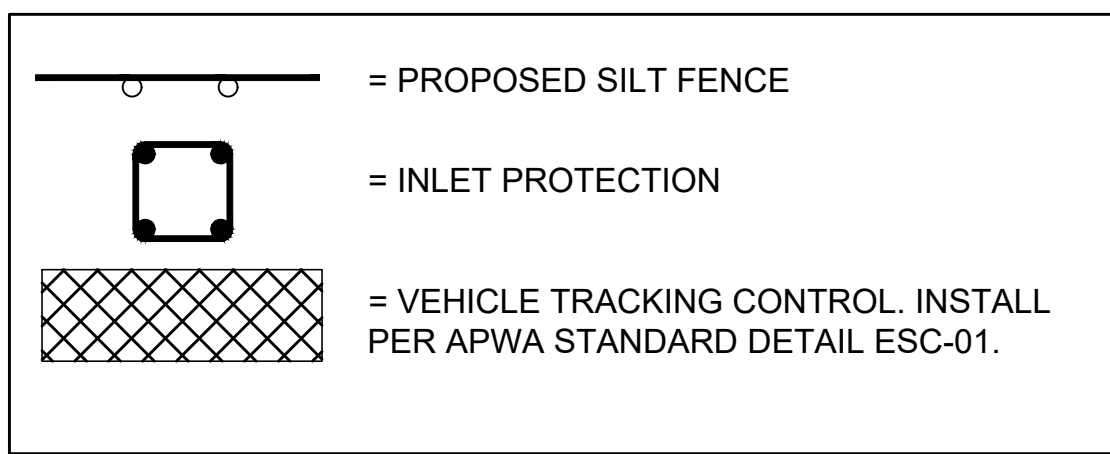 = PROPOSED SILT FENCE
= INLET PROTECTION
= VEHICLE TRACKING CONTROL. INSTALL
PER APWA STANDARD DETAIL ESC-01.